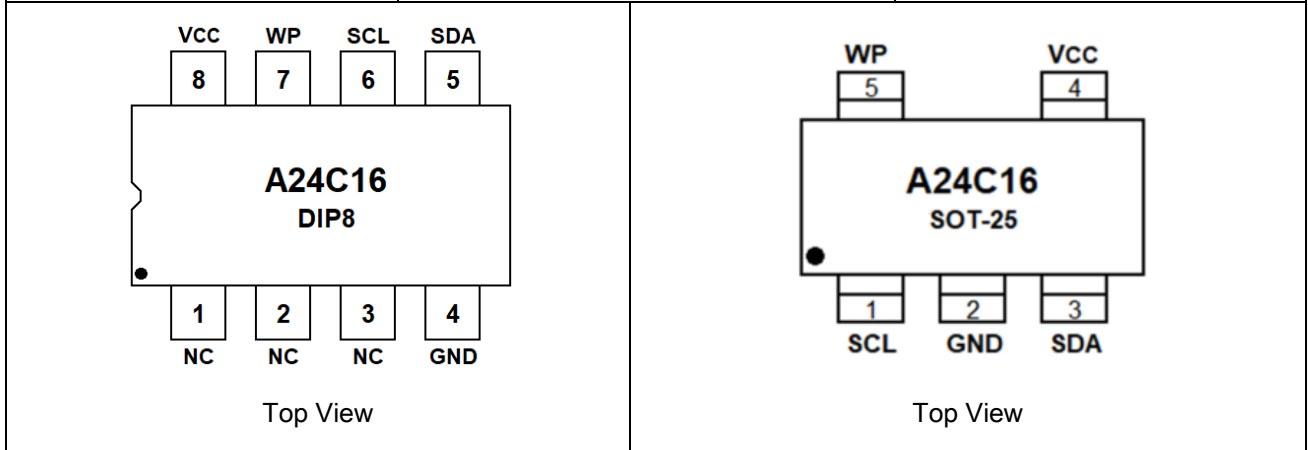 VCC WP SCL SDA
8 7 6 5
A24C16
DIP8
1 2 3 4
NC NC NC GND
Top View
WP VCC
5 4
A24C16
SOT-25
1 2 3
SCL GND SDA
Top View